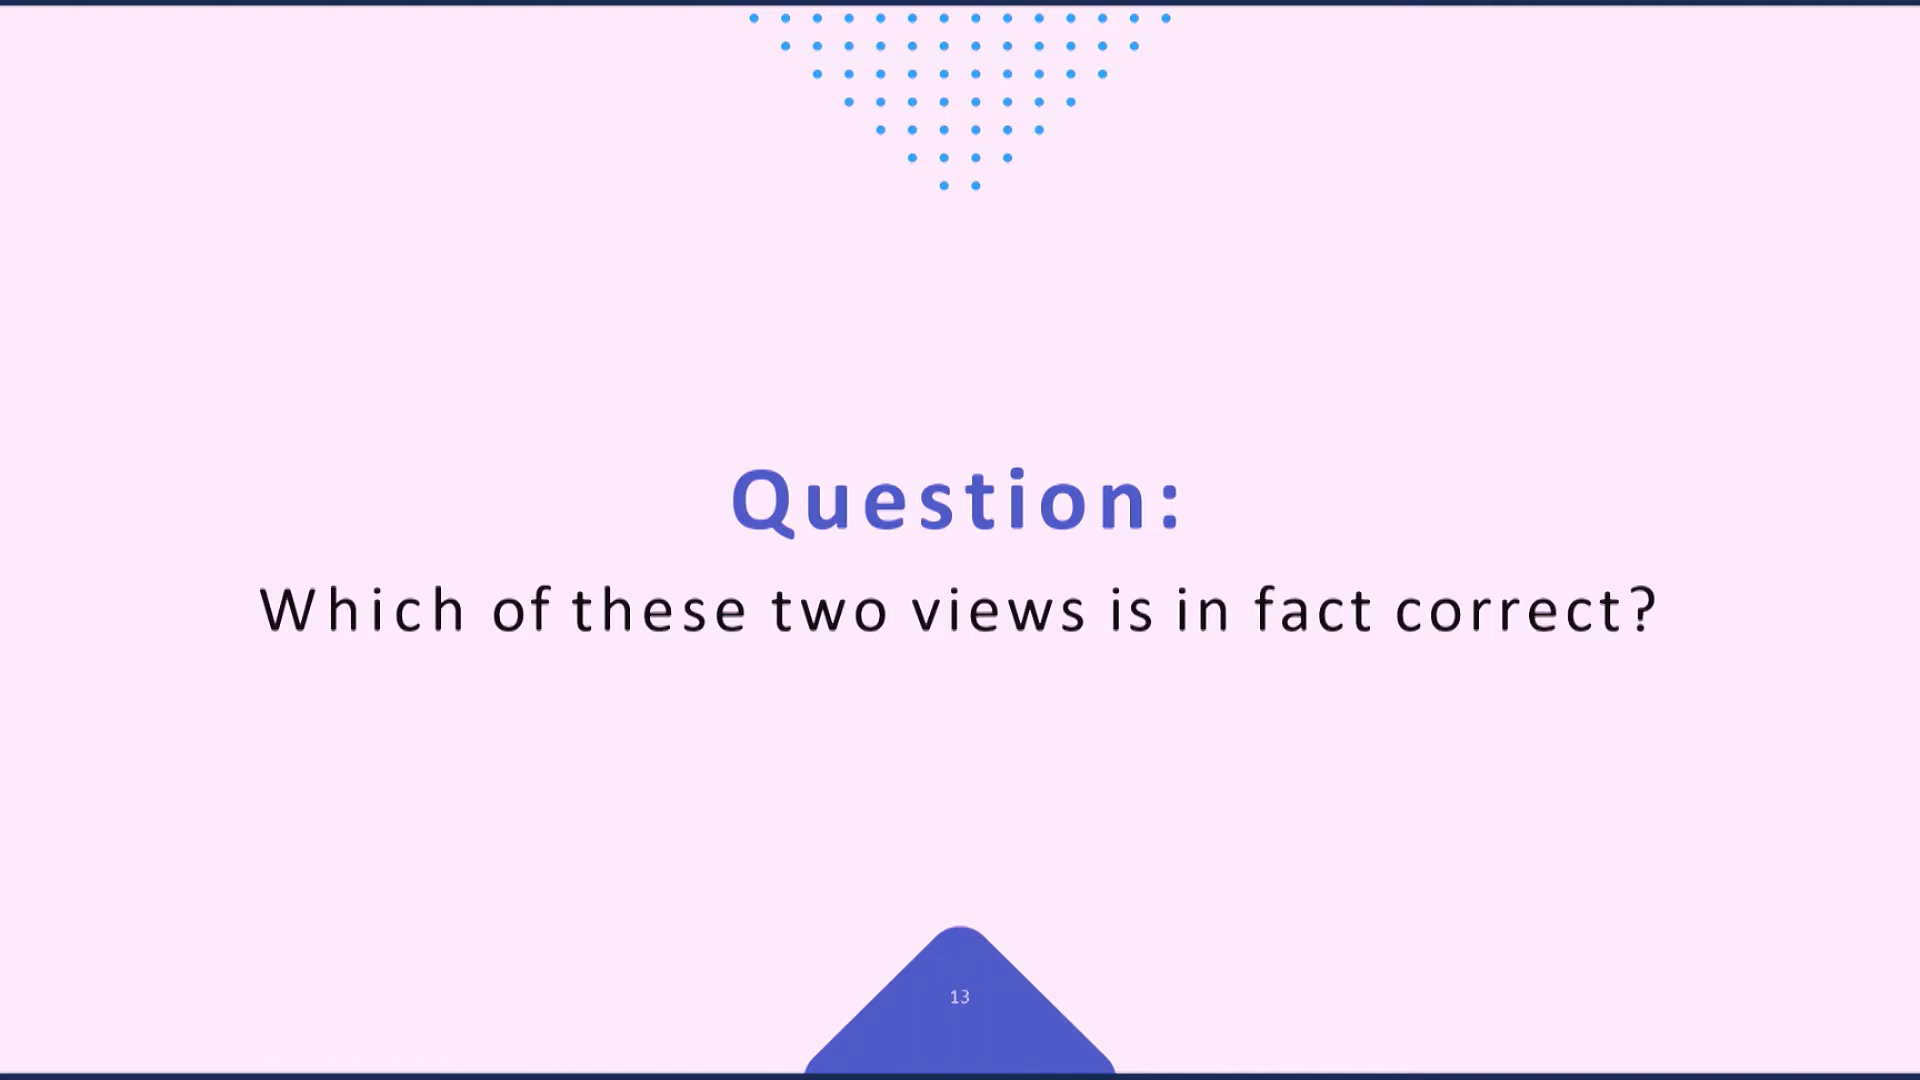 Question:
Which of these two views is in fact correct?
13